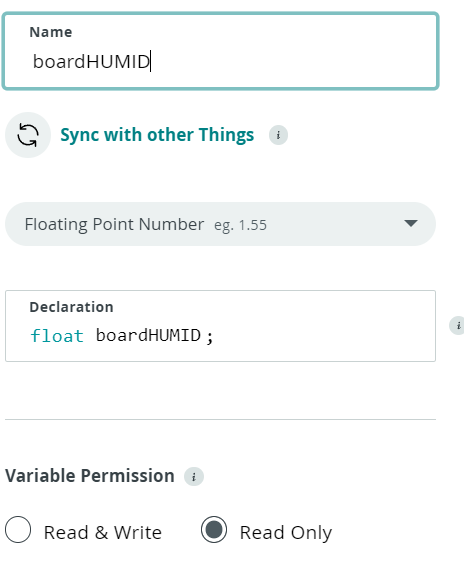 Name
boardHUMID
Sync with other Things i
Floating Point Number eg. 1.55
Declaration
float boardHUMID;
i
Variable Permission i
Read & Write Read Only